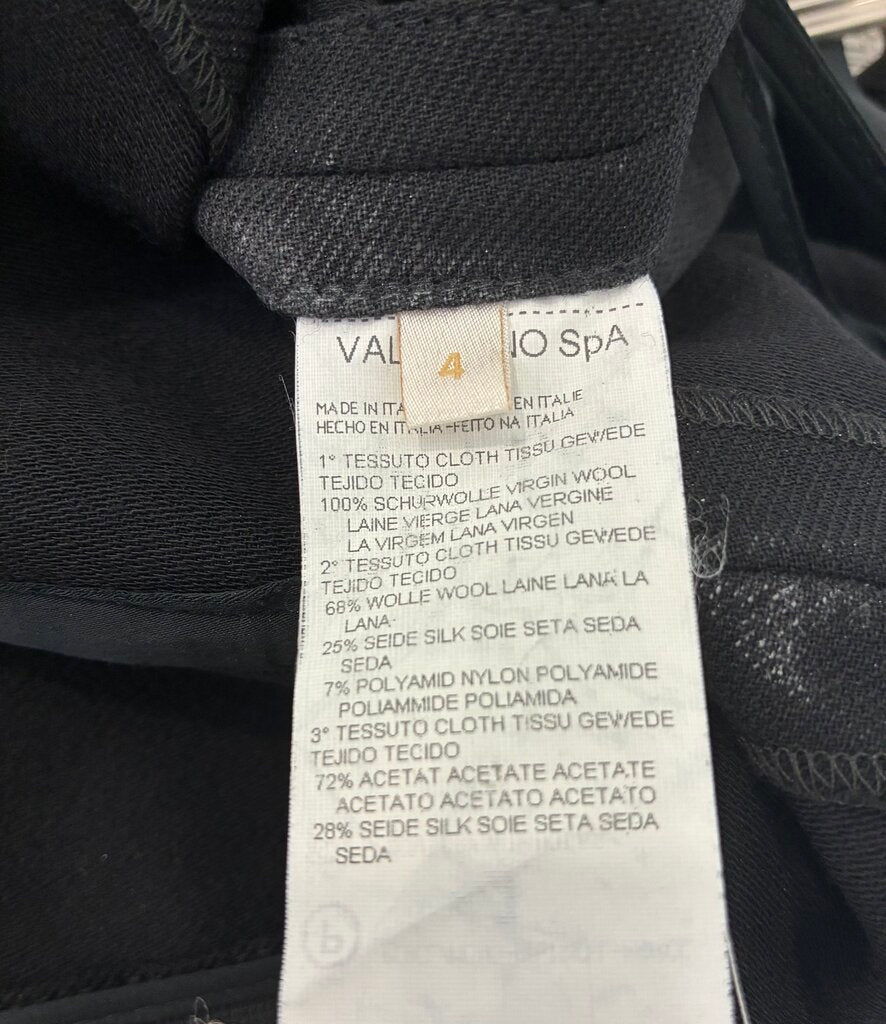 VAL NO SpA
4
MADE IN ITA EN ITALIE
HECHO EN ITALIA -FEITO NA ITALIA
1° TESSUTO CLOTH TISSU GEWEDE
TEJIDO TECIDO
100% SCHURWOLLE VIRGIN WOOL
LAINE VIERGE LANA VERGINE
LA VIRGEM LANA VIRGEN
2° TESSUTO CLOTH TISSU GEWEDE
TEJIDO TECIDO
68% WOLLE WOOL LAINE LANA LA
LANA
25% SEIDE SILK SOIE SETA SEDA
SEDA
7% POLYAMID NYLON POLYAMIDE
POLIAMMIDE POLIAMIDA
3° TESSUTO CLOTH TISSU GEWEDE
TEJIDO TECIDO
72% ACETAT ACETATE ACETATE
ACETATO ACETATO ACETATO
28% SEIDE SILK SOIE SETA SEDA
SEDA